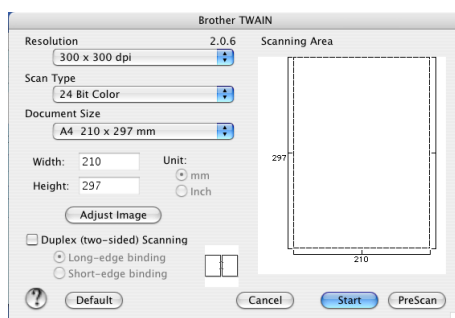 Brother TWAIN
Resolution 2.0.6
300 x 300 dpi
Scan Type
24 Bit Color
Document Size
A4 210 x 297 mm
Width: 210
Height: 297
Unit:
mm
Inch
Adjust Image
Duplex (two-sided) Scanning
Long-edge binding
Short-edge binding
Scanning Area
297
210
? Default Cancel Start PreScan